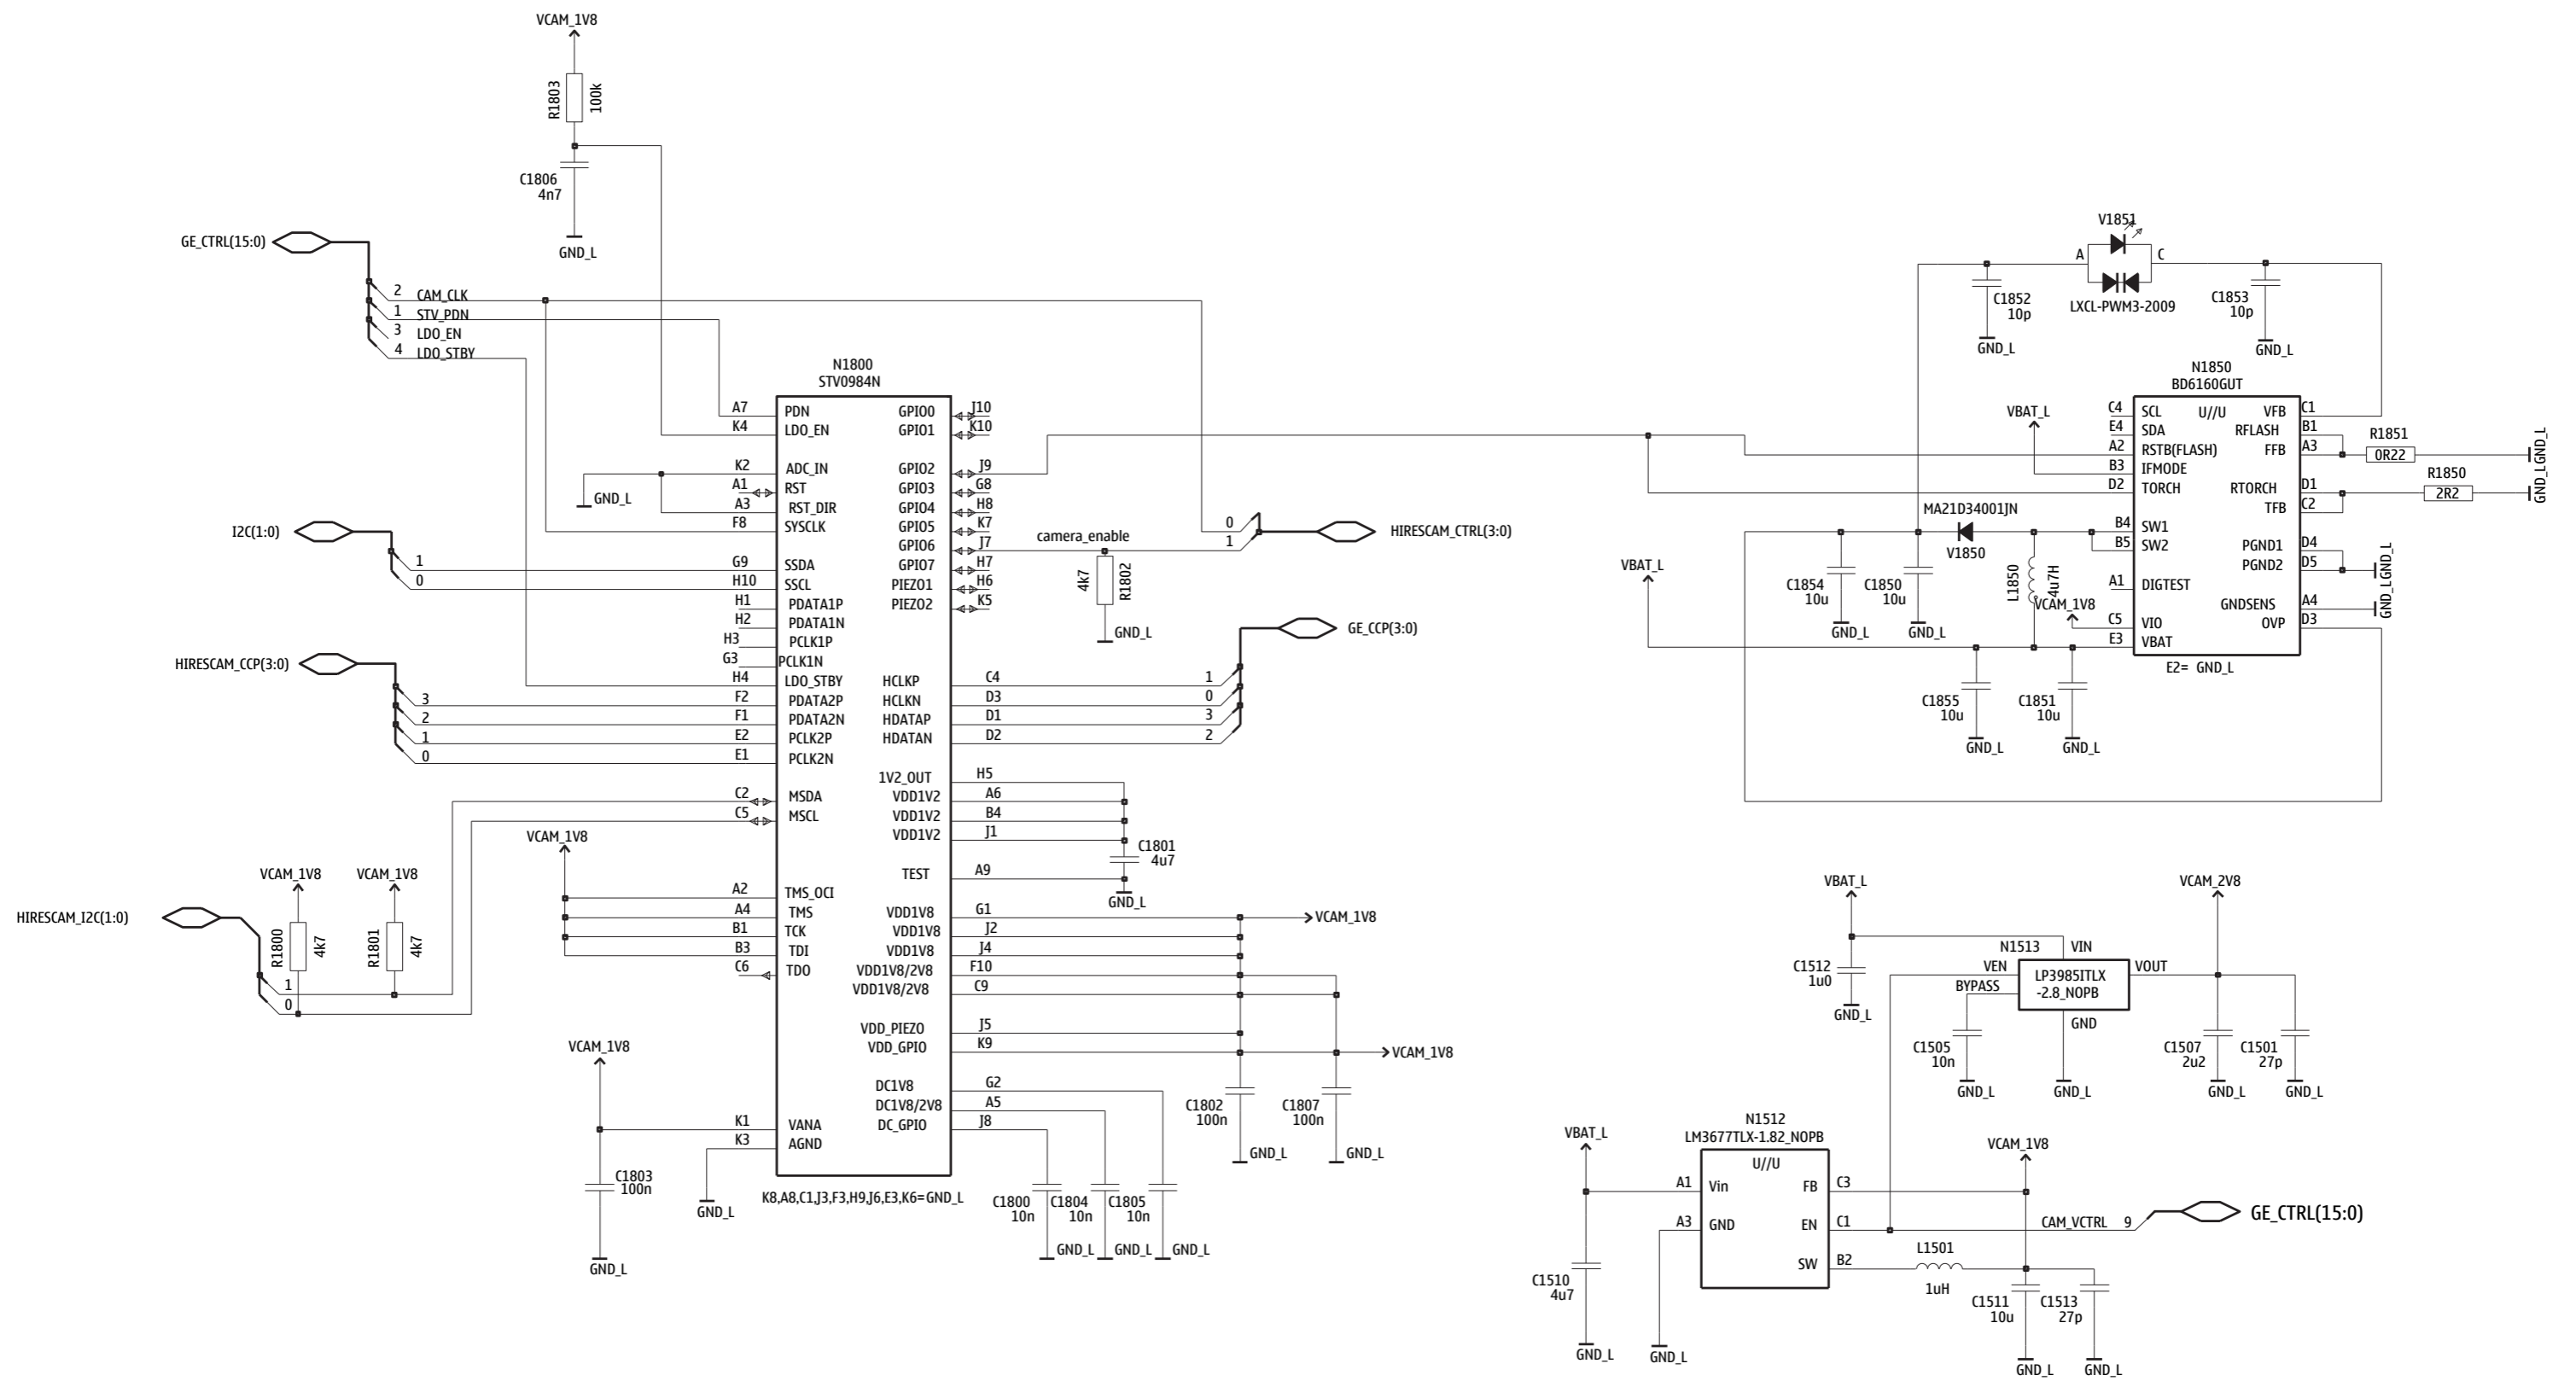 VCAM_1V8
R1803
100k
C1806
4n7
GND_L
GE_CTRL(15:0)
2 CAM_CLK
1 STV_PDN
3 LDO_EN
4 LDO_STBY
I2C(1:0)
1
0
HIRESCAM_CCP(3:0)
3
2
1
0
HIRESCAM_I2C(1:0)
VCAM_1V8
VCAM_1V8
R1800
4k7
R1801
4k7
1
0
GND_L
VCAM_1V8
VCAM_1V8
C1803
100n
GND_L
GND_L
N1800
STV0984N
A7 PDN
K4 LDO_EN
K2 ADC_IN
A1 RST
A3 RST_DIR
F8 SYSCLK
G9 SSDA
H10 SSCL
H1 PDATA1P
H2 PDATA1N
H3 PCLK1P
G3 PCLK1N
H4 LDO_STBY
F2 PDATA2P
F1 PDATA2N
E2 PCLK2P
E1 PCLK2N
C2 MSDA
C5 MSCL
A2 TMS_OCI
A4 TMS
B1 TCK
B3 TDI
C6 TDO
K1 VANA
K3 AGND
GPIO0 J10
GPIO1 K10
GPIO2 J9
GPIO3 G8
GPIO4 H8
GPIO5 K7
GPIO6 J7
GPIO7 H7
PIEZO1 H6
PIEZO2 K5
HCLKP C4
HCLKN D3
HDATAP D1
HDATAN D2
1V2_OUT H5
VDD1V2 A6
VDD1V2 B4
VDD1V2 J1
TEST A9
VDD1V8 G1
VDD1V8 J2
VDD1V8 J4
VDD1V8/2V8 F10
VDD1V8/2V8 C9
VDD_PIEZO J5
VDD_GPIO K9
DC1V8 G2
DC1V8/2V8 A5
DC_GPIO J8
K8,A8,C1,J3,F3,H9,J6,E3,K6=GND_L
camera_enable
4k7
R1802
GND_L
0
1
HIRESCAM_CTRL(3:0)
GE_CCP(3:0)
1
0
3
2
C1801
4u7
GND_L
VCAM_1V8
VCAM_1V8
C1802
100n
GND_L
C1807
100n
GND_L
C1800
10n
GND_L
C1804
10n
GND_L
C1805
10n
GND_L
V1851
A
C
LXCL-PWM3-2009
C1852
10p
GND_L
C1853
10p
GND_L
N1850
BD6160GUT
U//U
C4 SCL
E4 SDA
A2 RSTB(FLASH)
B3 IFMODE
D2 TORCH
B4 SW1
B5 SW2
A1 DIGTEST
C5 VIO
E3 VBAT
VFB C1
RFLASH B1
FFB A3
RTORCH D1
TFB C2
PGND1 D4
PGND2 D5
GNDSENS A4
OVP D3
E2= GND_L
R1851
0R22
GND_L
R1850
2R2
GND_L
GND_L
GND_L
VBAT_L
MA21D34001JN
V1850
VBAT_L
C1854
10u
GND_L
C1850
10u
GND_L
L1850
4u7H
VCAM_1V8
C1855
10u
GND_L
C1851
10u
GND_L
VBAT_L
VCAM_2V8
N1513
VIN
VEN
BYPASS
LP3985ITLX
-2.8_NOPB
VOUT
GND
C1512
1u0
GND_L
C1505
10n
GND_L
GND_L
C1507
2u2
GND_L
C1501
27p
GND_L
N1512
LM3677TLX-1.82_NOPB
U//U
VBAT_L
A1 Vin
A3 GND
FB C3
EN C1
SW B2
C1510
4u7
GND_L
GND_L
VCAM_1V8
CAM_VCTRL 9
GE_CTRL(15:0)
L1501
1uH
C1511
10u
GND_L
C1513
27p
GND_L